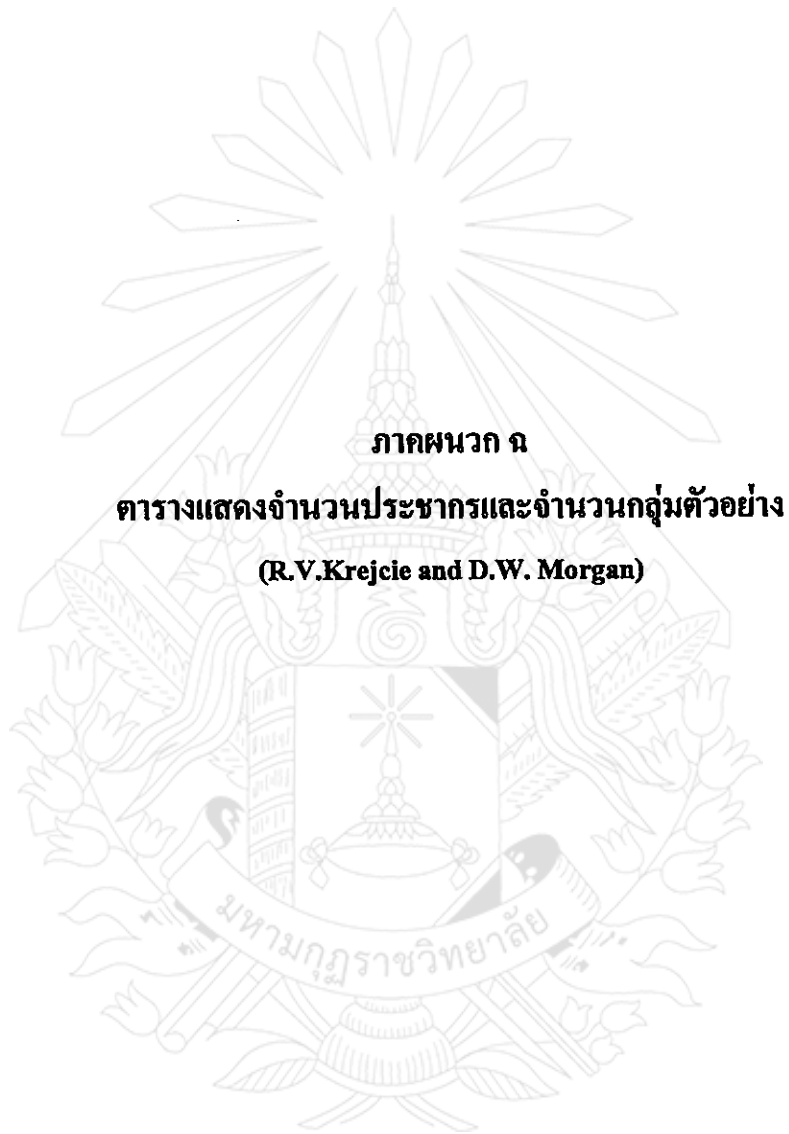 ภาคผนวก ฉ
ตารางแสดงจำนวนประชากรและจำนวนกลุ่มตัวอย่าง
(R.V.Krejcie and D.W. Morgan)
มหามกุฏราชวิทยาลัย